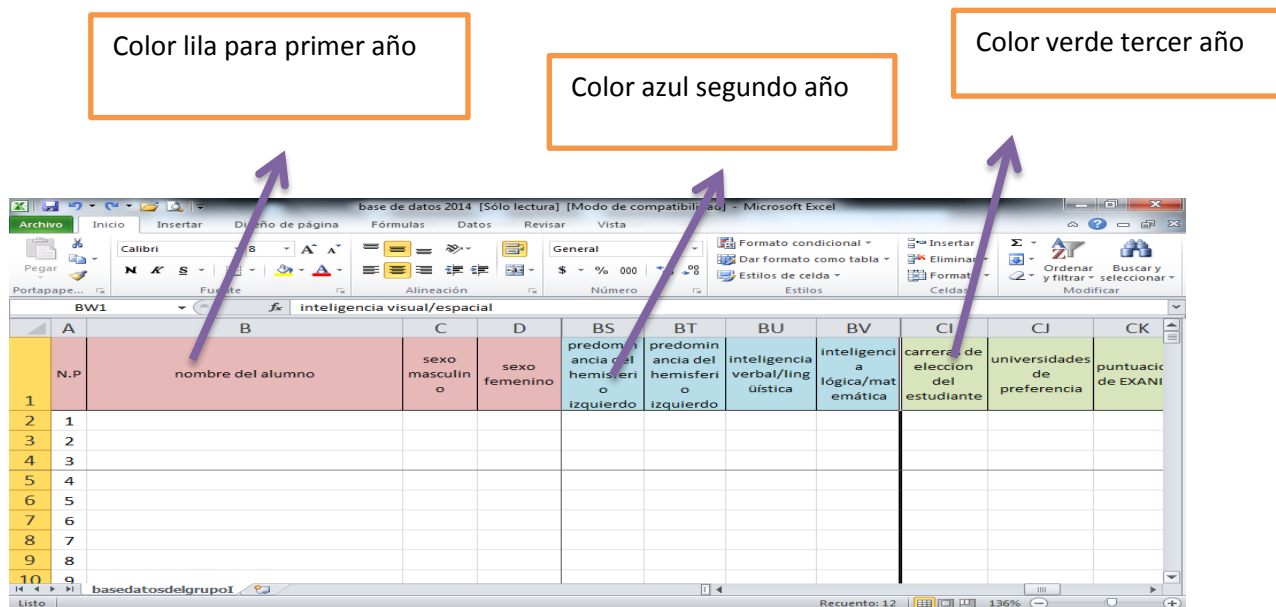 Color lila para primer año
Color azul segundo año
Color verde tercer año
base de datos 2014 [Sólo lectura] [Modo de compatibilidad] - Microsoft Excel
Archivo Inicio Insertar Diseño de página Fórmulas Datos Revisar Vista
Calibri 8 A A General Formato condicional Insertar Σ
Pegar N K S A $ % 000 Dar formato como tabla Eliminar Ordenar y filtrar Buscar y seleccionar
Estilos de celda Formato
Portapape... Fuente Alineación Número Estilos Celdas Modificar
BW1 fx inteligencia visual/espacial
A B C D BS BT BU BV CI CJ CK
1 N.P nombre del alumno sexo masculino sexo femenino predominancia del hemisferio izquierdo predominancia del hemisferio izquierdo inteligencia verbal/lingüística inteligencia lógica/matemática carreras de eleccion del estudiante universidades de preferencia puntuacio de EXANI
2 1
3 2
4 3
5 4
6 5
7 6
8 7
9 8
10 9
basedatosdelgrupoI
Listo Recuento: 12 136%